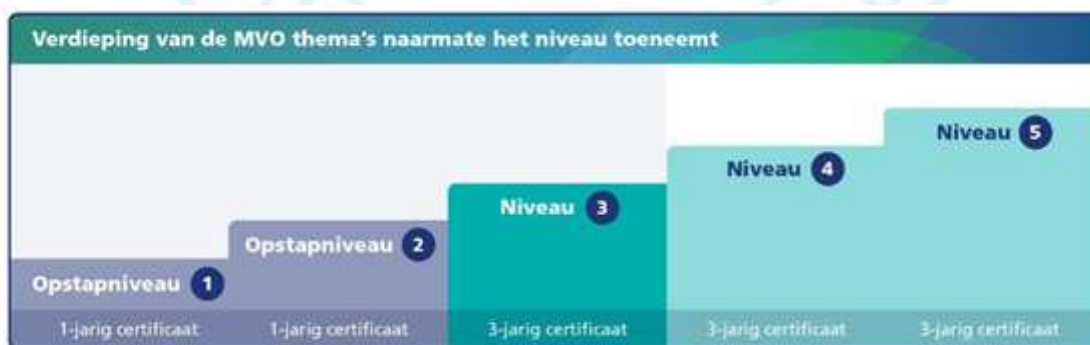 Verdieping van de MVO thema's naarmate het niveau toeneemt
Opstapniveau 1
1-jarig certificaat
Opstapniveau 2
1-jarig certificaat
Niveau 3
3-jarig certificaat
Niveau 4
3-jarig certificaat
Niveau 5
3-jarig certificaat